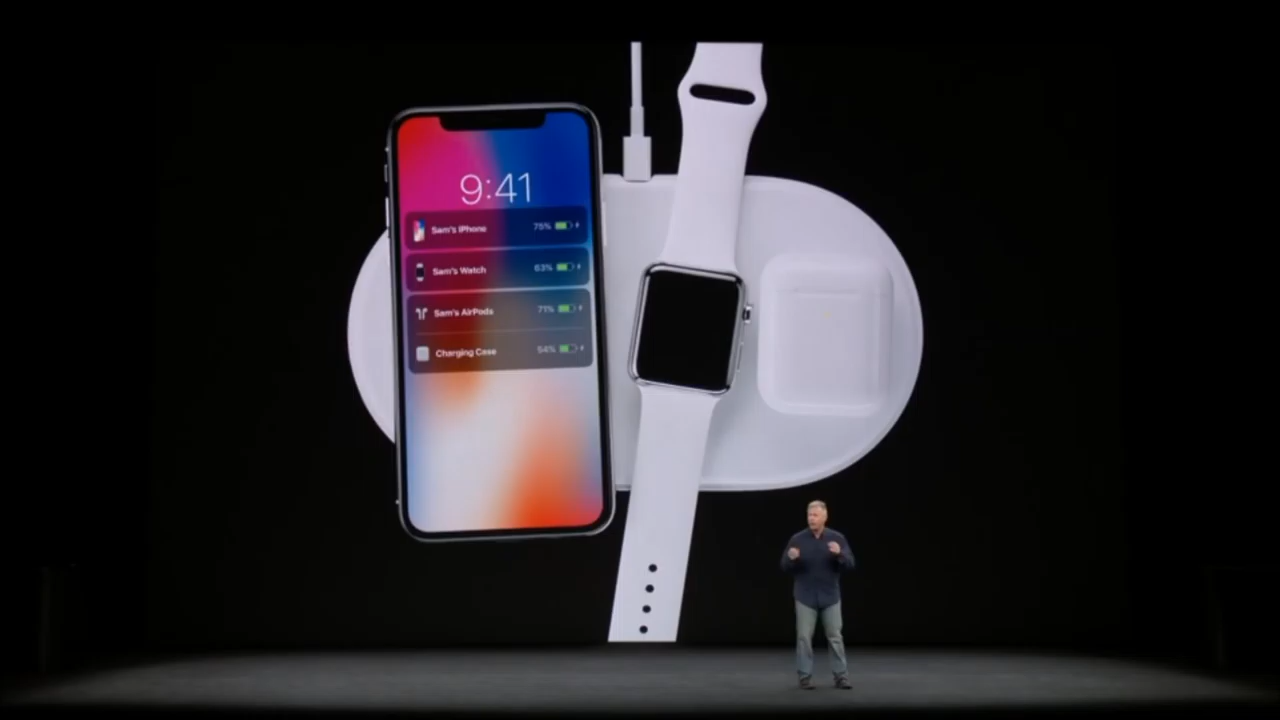 9:41
Sam's iPhone 75%
Sam's Watch 63%
Sam's AirPods 71%
Charging Case 54%